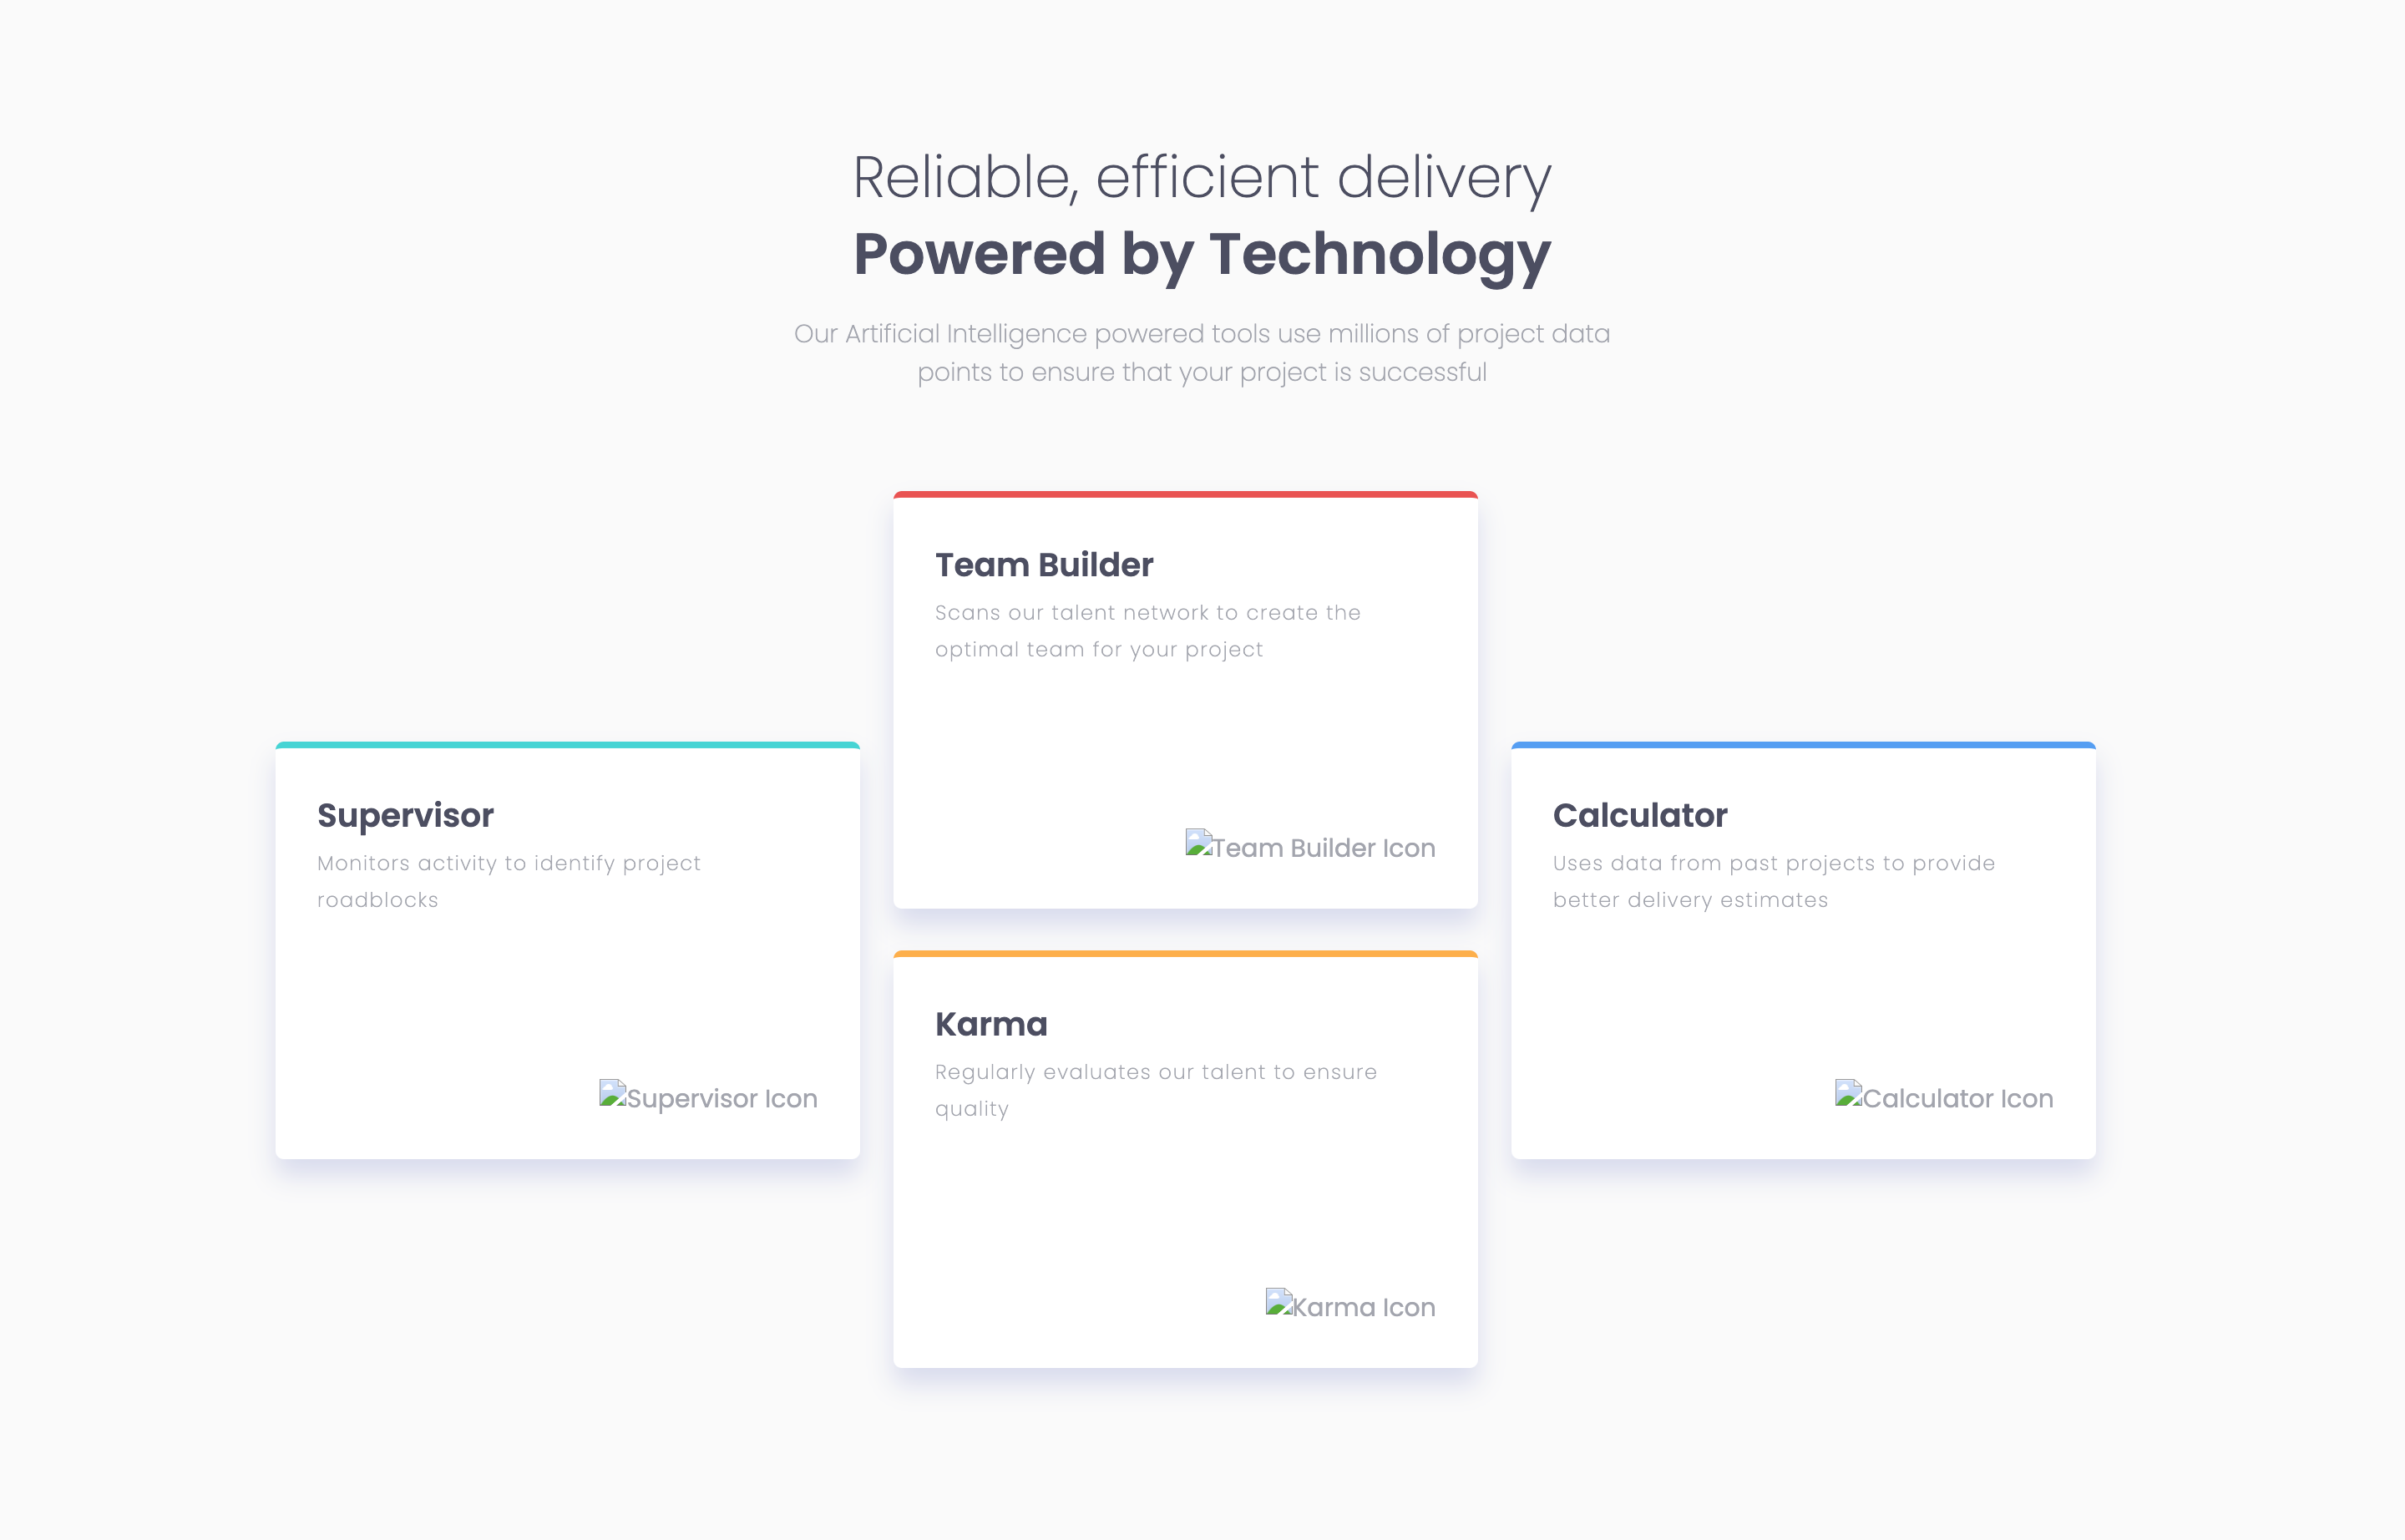 Reliable, efficient delivery
Powered by Technology
Our Artificial Intelligence powered tools use millions of project data
points to ensure that your project is successful
Supervisor
Monitors activity to identify project
roadblocks
Supervisor Icon
Team Builder
Scans our talent network to create the
optimal team for your project
Team Builder Icon
Karma
Regularly evaluates our talent to ensure
quality
Karma Icon
Calculator
Uses data from past projects to provide
better delivery estimates
Calculator Icon